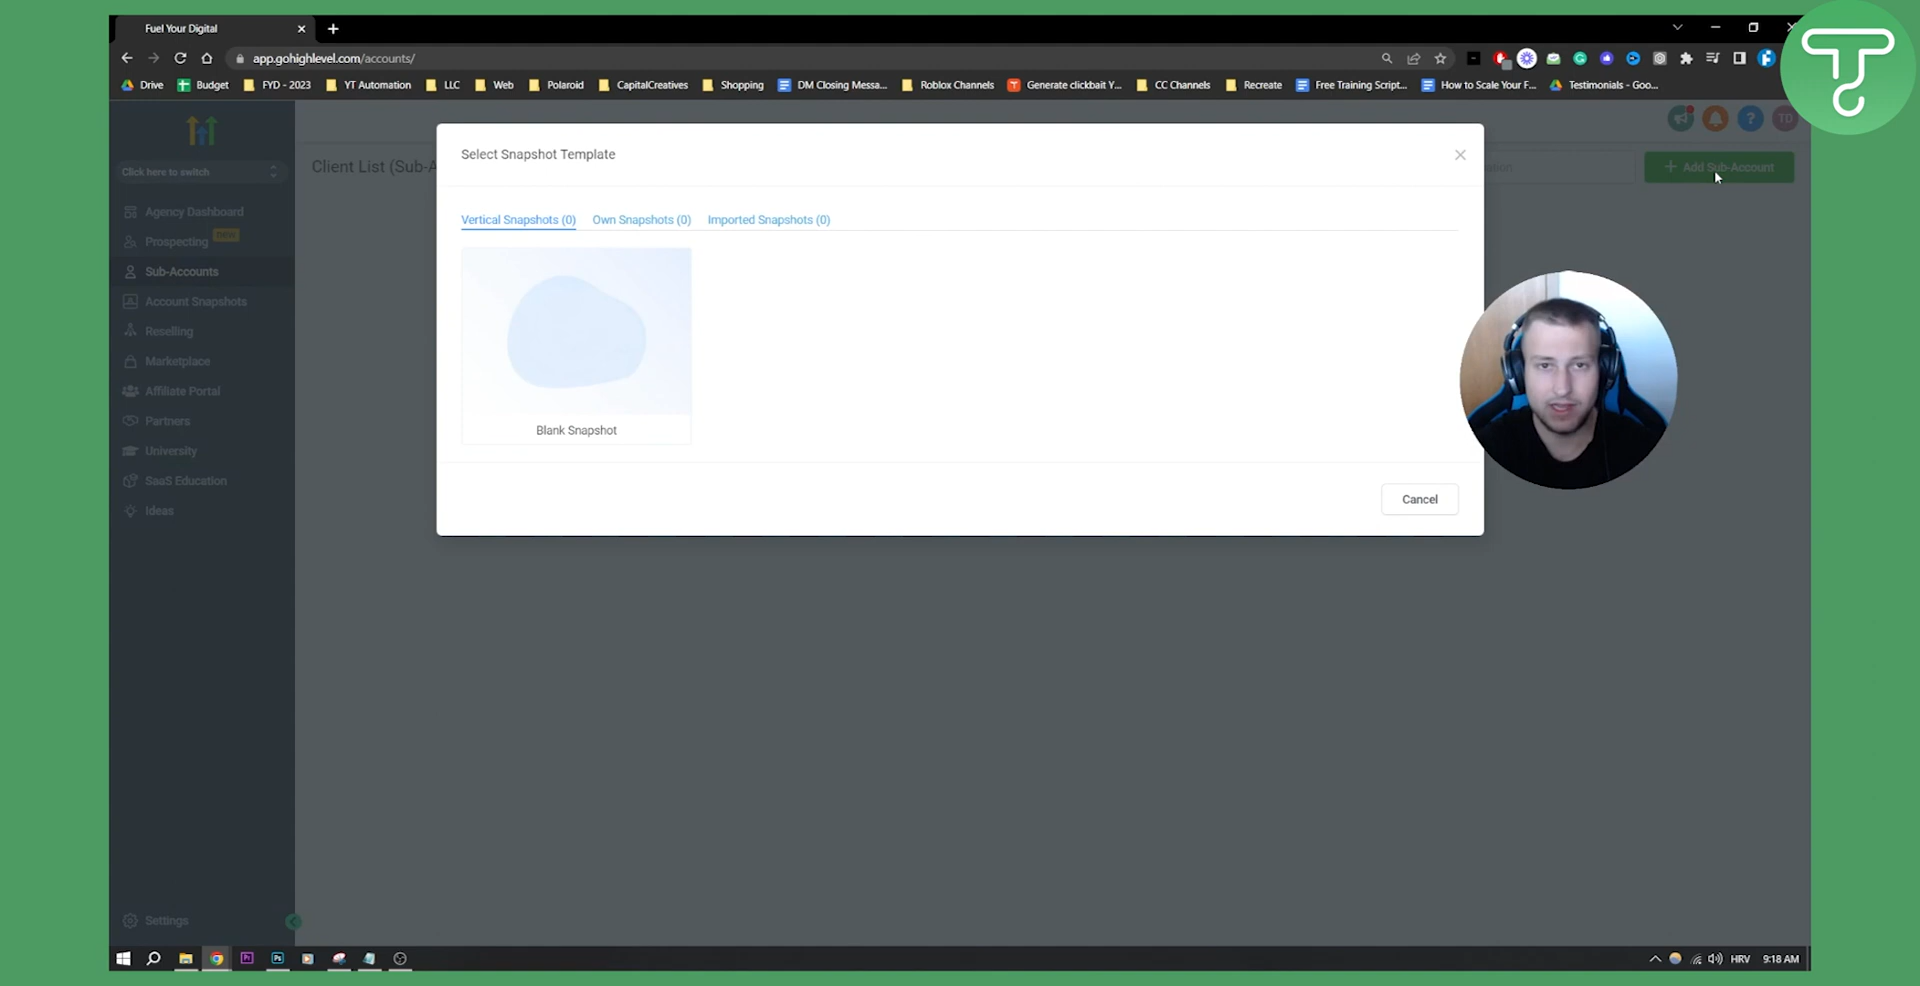 Fuel Your Digital
app.gohighlevel.com/accounts/
Drive Budget FYD - 2023 YT Automation LLC Web Polaroid CapitalCreatives Shopping DM Closing Messa... Roblox Channels Generate clickbait Y... CC Channels Recreate Free Training Script... How to Scale Your F... Testimonials - Goo...
Click here to switch
Agency Dashboard
Prospecting new
Sub-Accounts
Account Snapshots
Reselling
Marketplace
Affiliate Portal
Partners
University
SaaS Education
Ideas
Settings
Client List (Sub-A
+ Add Sub-Account
TD
Select Snapshot Template
Vertical Snapshots (0) Own Snapshots (0) Imported Snapshots (0)
Blank Snapshot
Cancel
HRV 9:18 AM